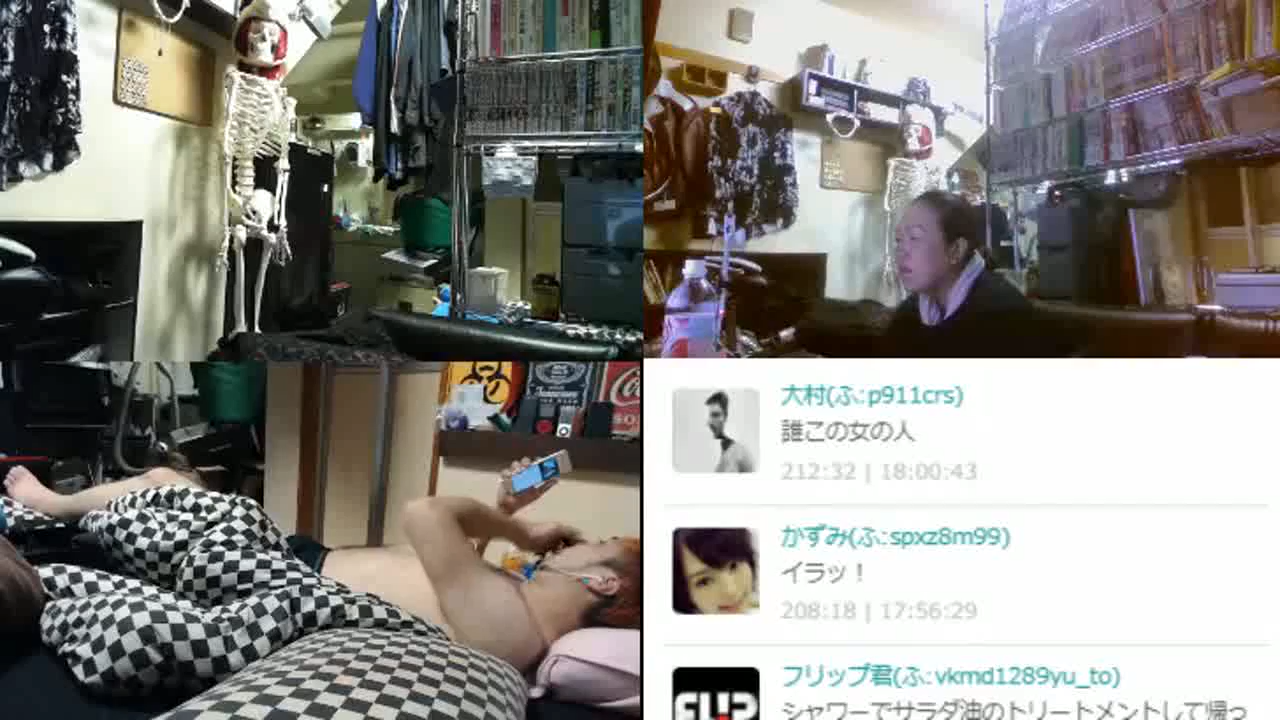 大村(ふ:p911crs)
誰この女の人
212:32 | 18:00:43
かずみ(ふ:spxz8m99)
イラッ！
208:18 | 17:56:29
フリップ君(ふ:vkmd1289yu_to)
シャワーでサラダ油のトリートメントして帰っ
FLIP